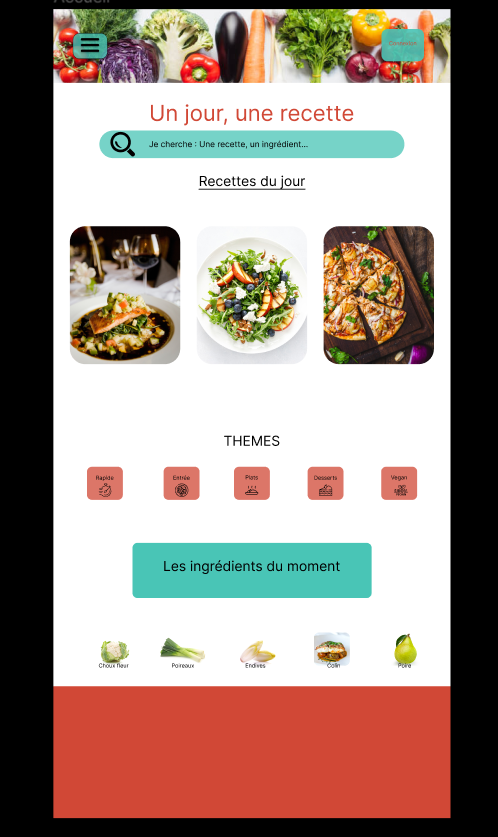 Accueil
Connexion
Un jour, une recette
Je cherche : Une recette, un ingrédient...
Recettes du jour
THEMES
Rapide
Entrée
Plats
Desserts
Vegan
Les ingrédients du moment
Choux fleur
Poireaux
Endives
Colin
Poire